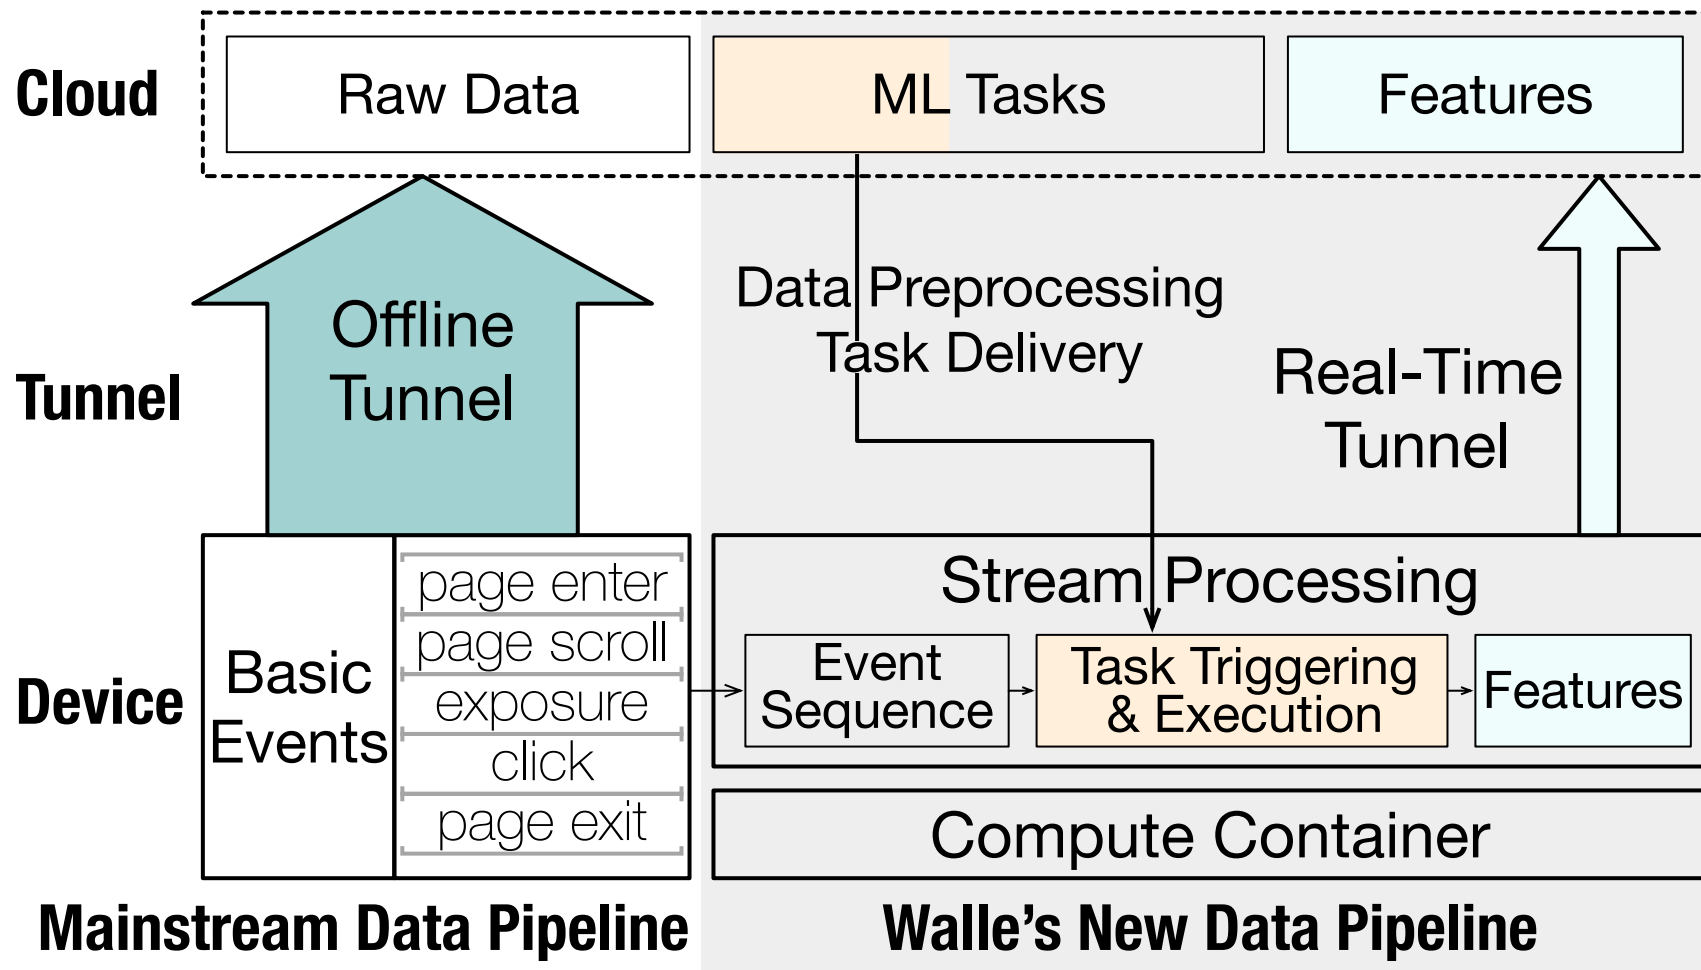 Cloud
Raw Data
ML Tasks
Features
Tunnel
Offline
Tunnel
Data Preprocessing
Task Delivery
Real-Time
Tunnel
Device
Basic
Events
page enter
page scroll
exposure
click
page exit
Stream Processing
Event
Sequence
Task Triggering
& Execution
Features
Compute Container
Mainstream Data Pipeline
Walle's New Data Pipeline